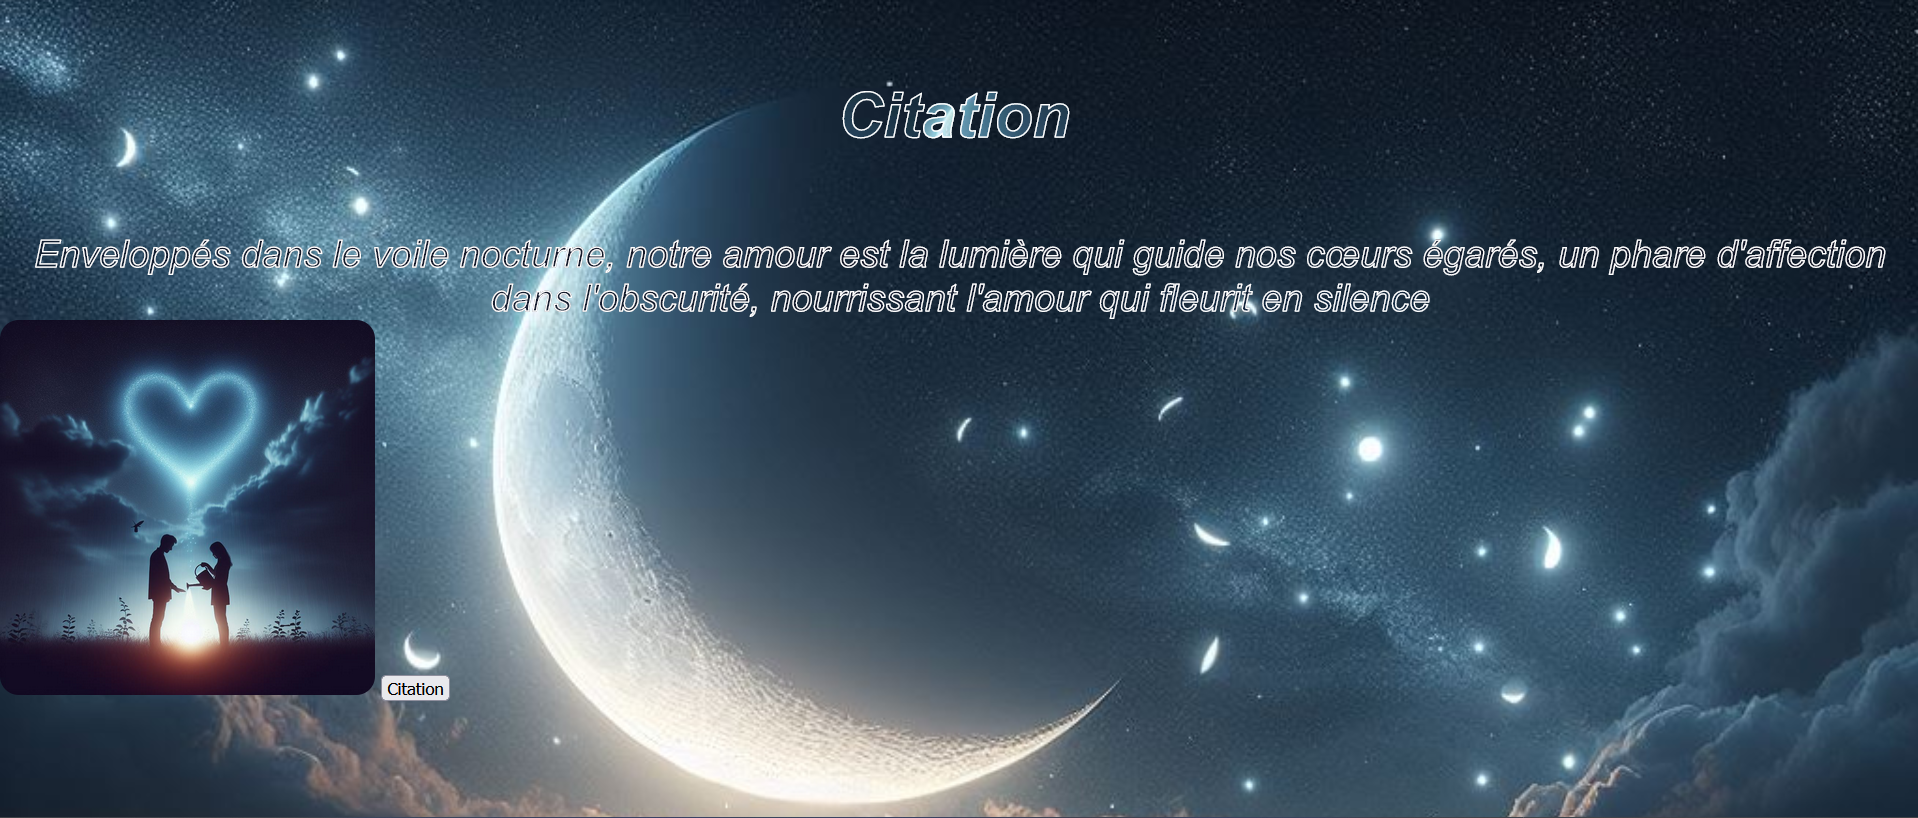 Citation
Enveloppés dans le voile nocturne, notre amour est la lumière qui guide nos cœurs égarés, un phare d'affection
dans l'obscurité, nourrissant l'amour qui fleurit en silence
Citation